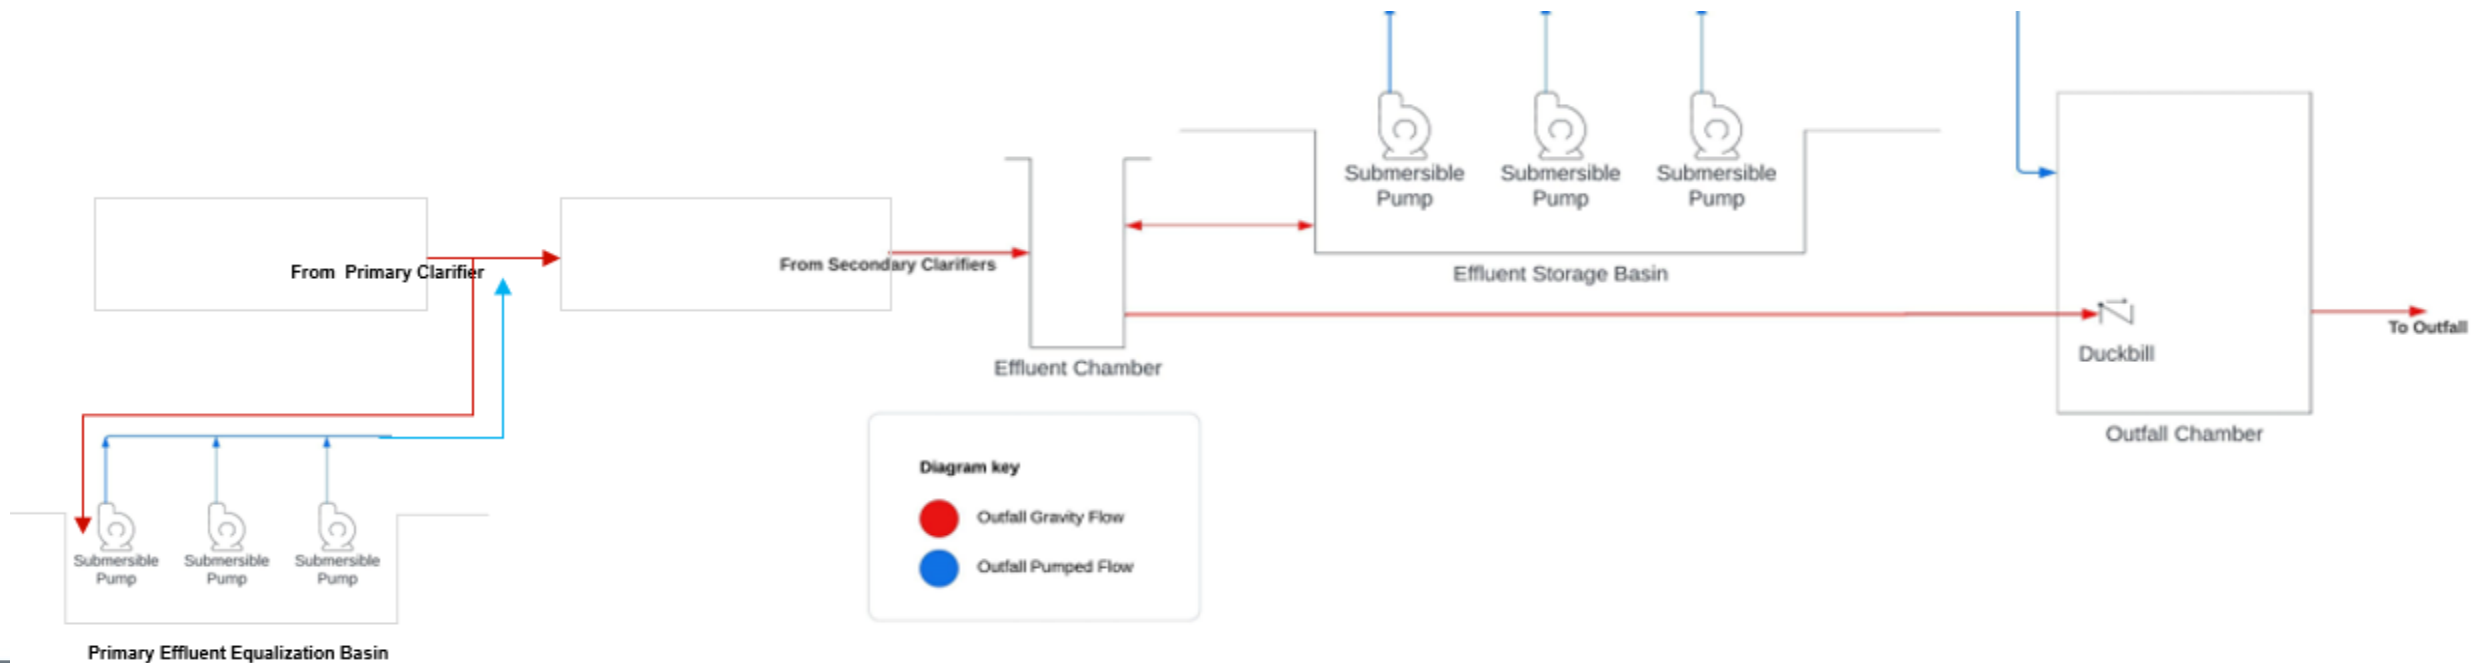 Submersible
Pump
Submersible
Pump
Submersible
Pump
From Primary Clarifier
From Secondary Clarifiers
Effluent Storage Basin
To Outfall
Duckbill
Effluent Chamber
Outfall Chamber
Diagram key
Outfall Gravity Flow
Outfall Pumped Flow
Submersible
Pump
Submersible
Pump
Submersible
Pump
Primary Effluent Equalization Basin